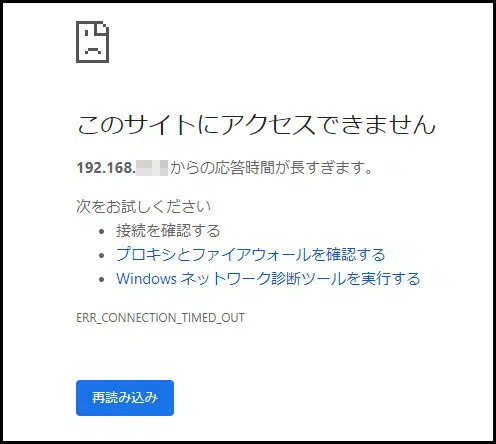 このサイトにアクセスできません
192.168.からの応答時間が長すぎます。
次をお試しください
接続を確認する
プロキシとファイアウォールを確認する
Windows ネットワーク診断ツールを実行する
ERR_CONNECTION_TIMED_OUT
再読み込み